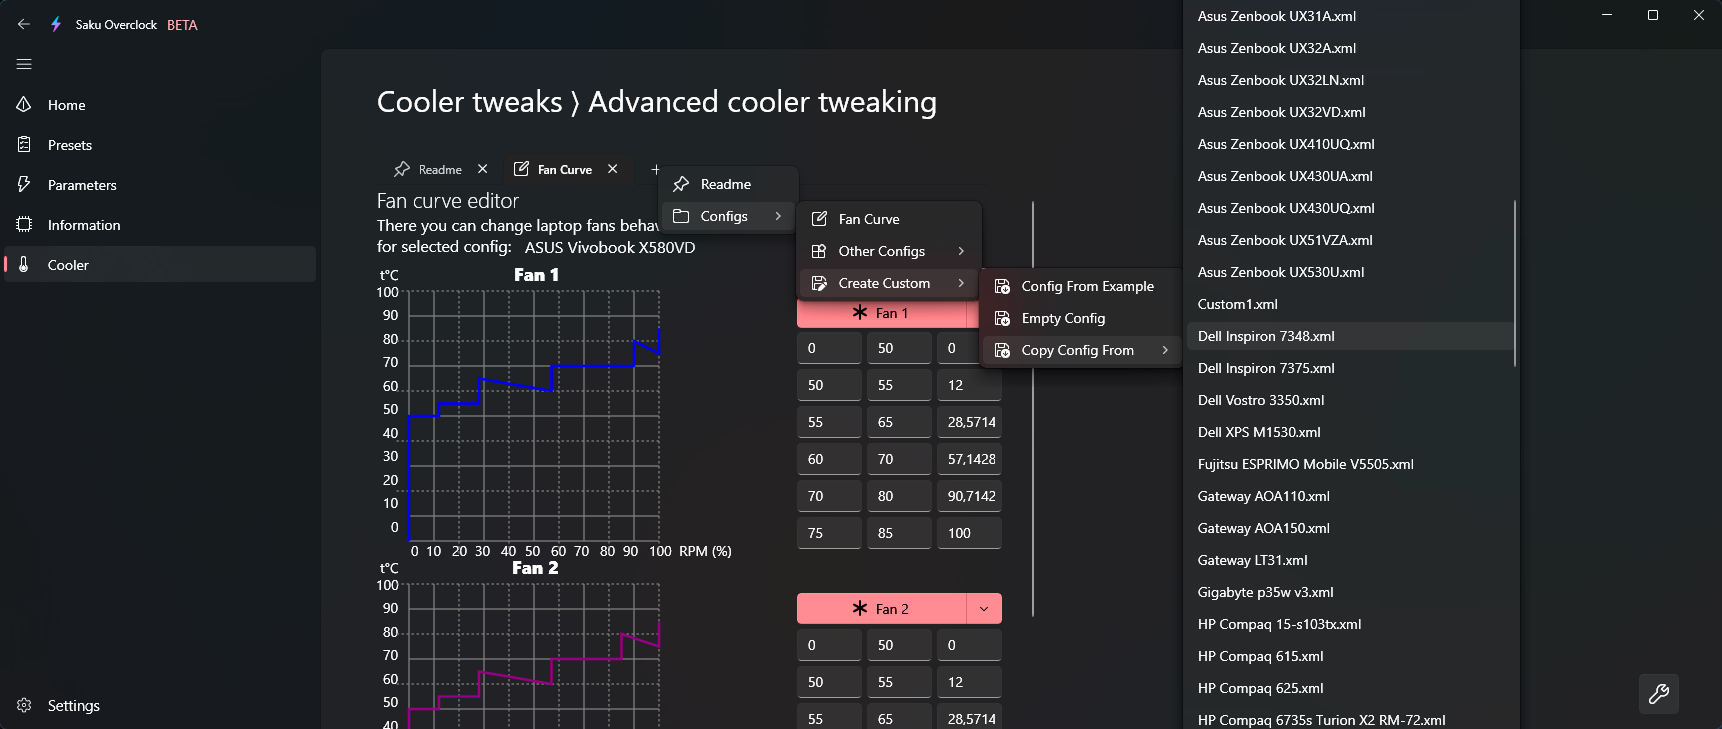 Saku Overclock BETA
Home
Presets
Parameters
Information
Cooler
Settings
Cooler tweaks ⟩ Advanced cooler tweaking
Readme
Fan Curve
Fan curve editor
There you can change laptop fans beha
for selected config: ASUS Vivobook X580VD
t°C
Fan 1
100
90
80
70
60
50
40
30
20
10
0
0 10 20 30 40 50 60 70 80 90 100 RPM (%)
t°C
Fan 2
100
90
80
70
60
50
40
Readme
Configs
Fan Curve
Other Configs
Create Custom
Config From Example
Empty Config
Copy Config From
Fan 1
0 50 0
50 55 12
55 65 28,5714
60 70 57,1428
70 80 90,7142
75 85 100
Fan 2
0 50 0
50 55 12
55 65 28,5714
Asus Zenbook UX31A.xml
Asus Zenbook UX32A.xml
Asus Zenbook UX32LN.xml
Asus Zenbook UX32VD.xml
Asus Zenbook UX410UQ.xml
Asus Zenbook UX430UA.xml
Asus Zenbook UX430UQ.xml
Asus Zenbook UX51VZA.xml
Asus Zenbook UX530U.xml
Custom1.xml
Dell Inspiron 7348.xml
Dell Inspiron 7375.xml
Dell Vostro 3350.xml
Dell XPS M1530.xml
Fujitsu ESPRIMO Mobile V5505.xml
Gateway AOA110.xml
Gateway AOA150.xml
Gateway LT31.xml
Gigabyte p35w v3.xml
HP Compaq 15-s103tx.xml
HP Compaq 615.xml
HP Compaq 625.xml
HP Compaq 6735s Turion X2 RM-72.xml